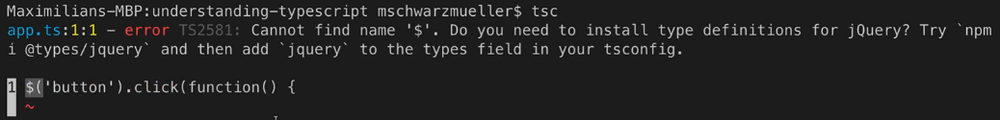 Maximilians-MBP:understanding-typescript mschwarzmueller$ tsc
app.ts:1:1 - error TS2581: Cannot find name '$'. Do you need to install type definitions for jQuery? Try `npm
i @types/jquery` and then add `jquery` to the types field in your tsconfig.
1 $('button').click(function() {
~